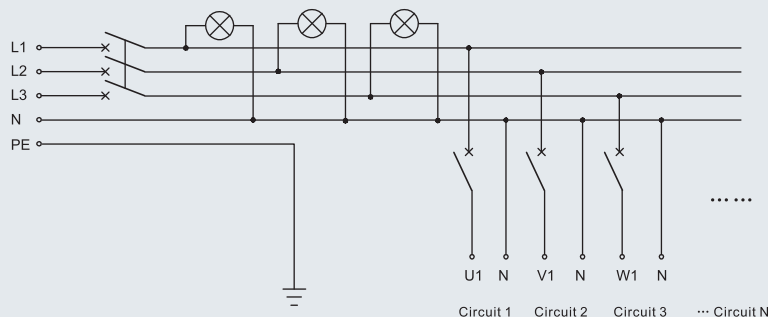 L1
L2
L3
N
PE
...... 
U1 N V1 N W1 N
Circuit 1 Circuit 2 Circuit 3 ... Circuit N